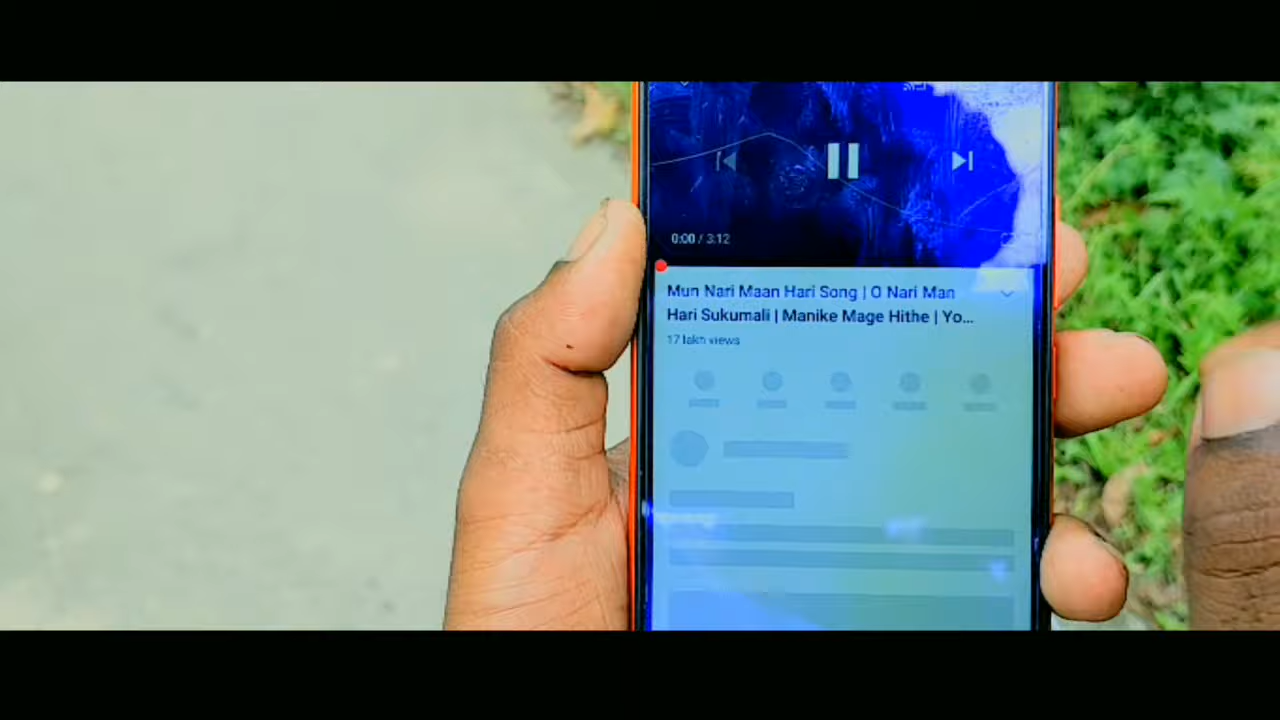 0:00 / 3:12
Mun Nari Maan Hari Song | O Nari Man
Hari Sukumali | Manike Mage Hithe | Yo...
17 lakh views